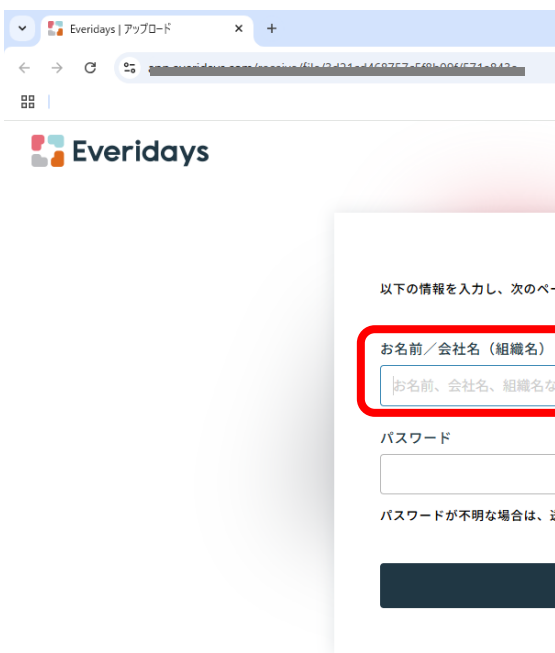 Everidays | アップロード
Everidays
以下の情報を入力し、次のペー
お名前／会社名（組織名）
お名前、会社名、組織名な
パスワード
パスワードが不明な場合は、